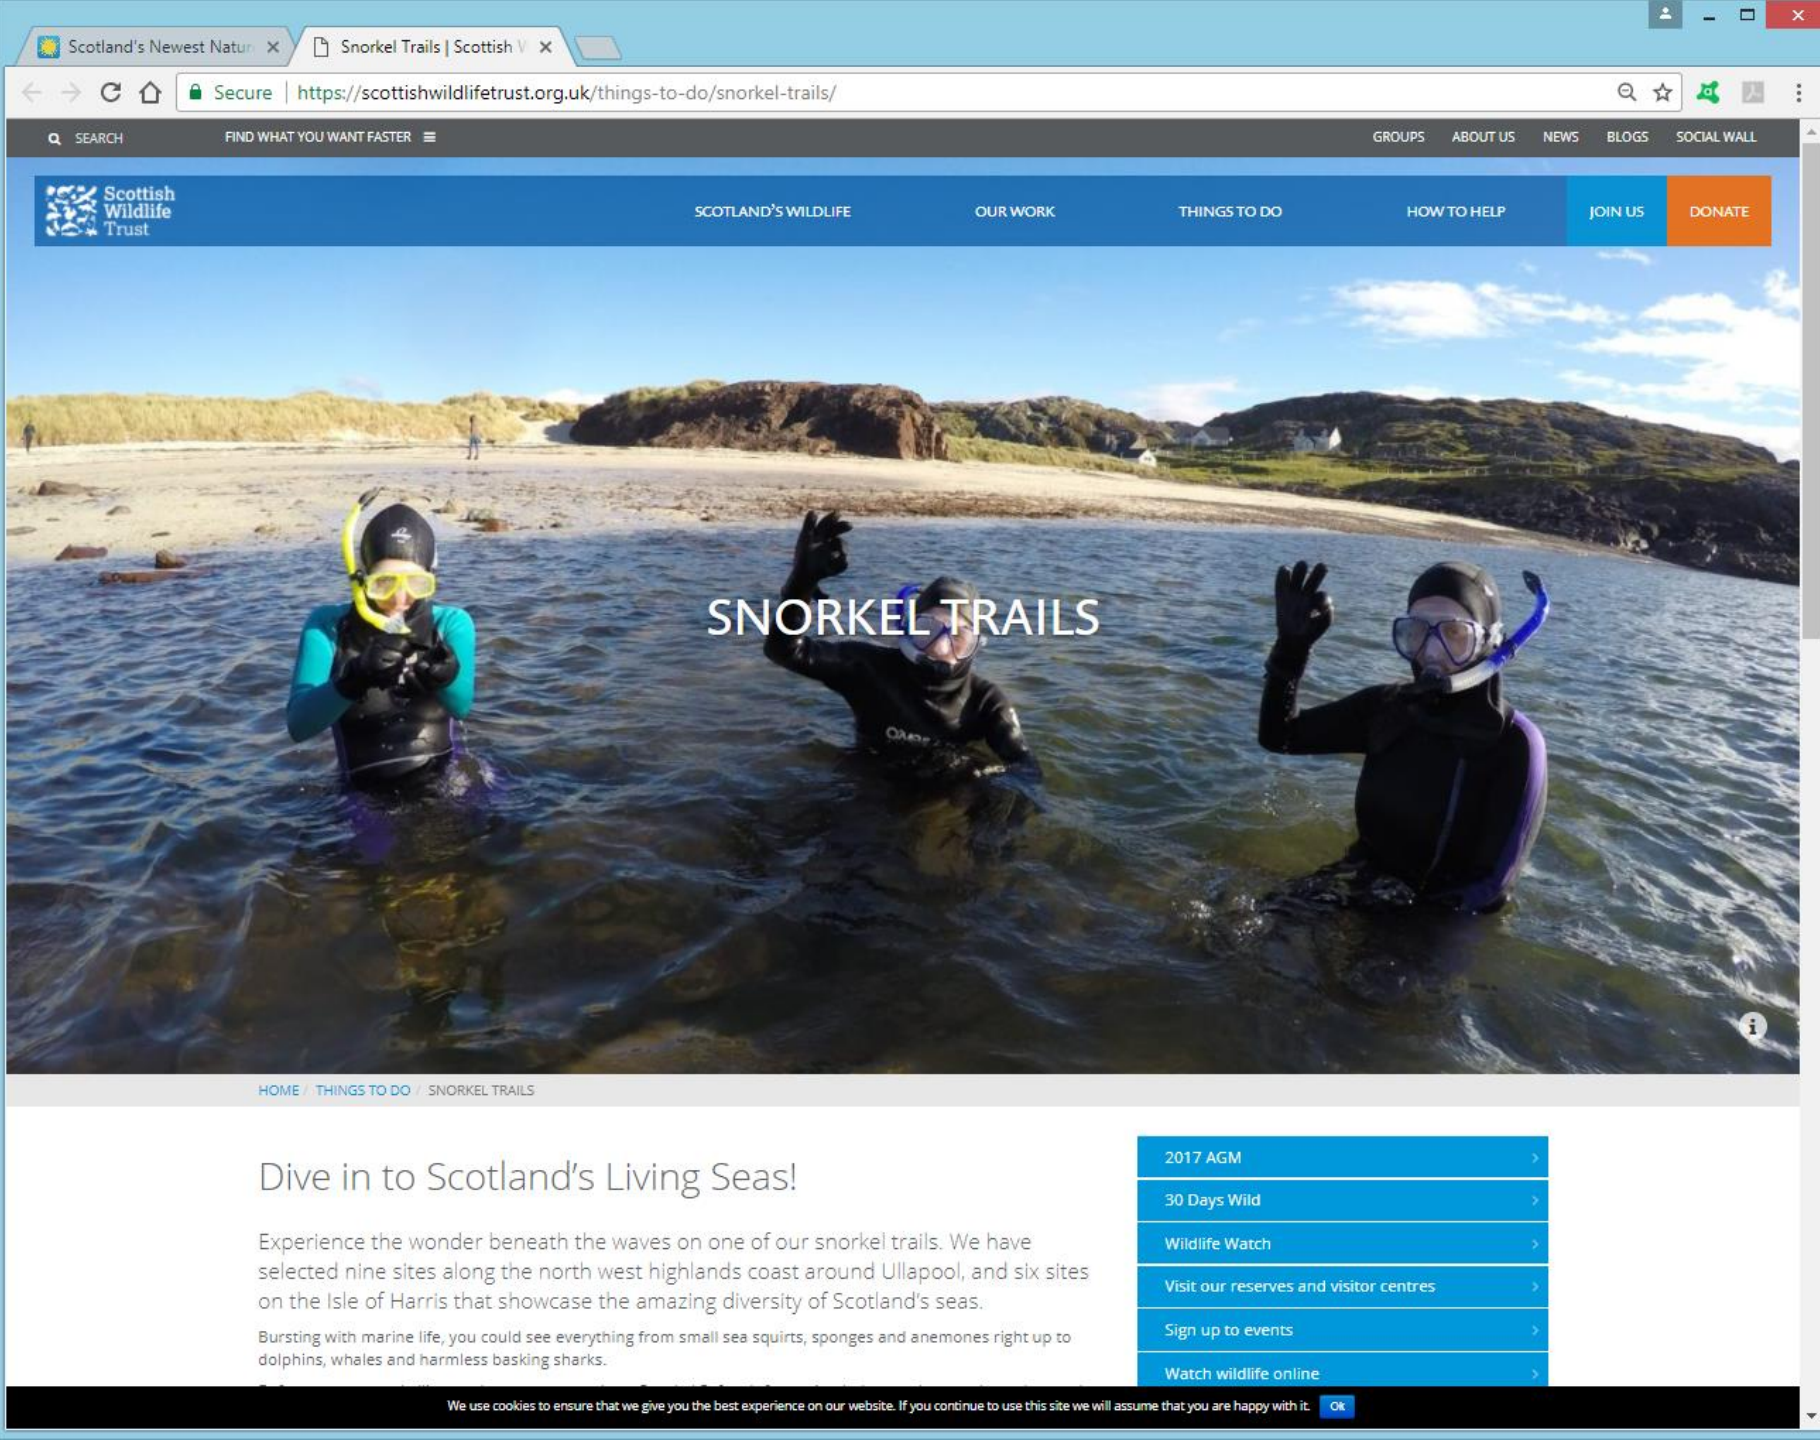 Scotland's Newest Natur
Snorkel Trails | Scottish W
Secure
https://scottishwildlifetrust.org.uk/things-to-do/snorkel-trails/
SEARCH
FIND WHAT YOU WANT FASTER
GROUPS
ABOUT US
NEWS
BLOGS
SOCIAL WALL
Scottish
Wildlife
Trust
SCOTLAND'S WILDLIFE
OUR WORK
THINGS TO DO
HOW TO HELP
JOIN US
DONATE
SNORKEL TRAILS
HOME / THINGS TO DO / SNORKEL TRAILS
Dive in to Scotland's Living Seas!
Experience the wonder beneath the waves on one of our snorkel trails. We have
selected nine sites along the north west highlands coast around Ullapool, and six sites
on the Isle of Harris that showcase the amazing diversity of Scotland's seas.
Bursting with marine life, you could see everything from small sea squirts, sponges and anemones right up to
dolphins, whales and harmless basking sharks.
2017 AGM
30 Days Wild
Wildlife Watch
Visit our reserves and visitor centres
Sign up to events
Watch wildlife online
We use cookies to ensure that we give you the best experience on our website. If you continue to use this site we will assume that you are happy with it.
Ok